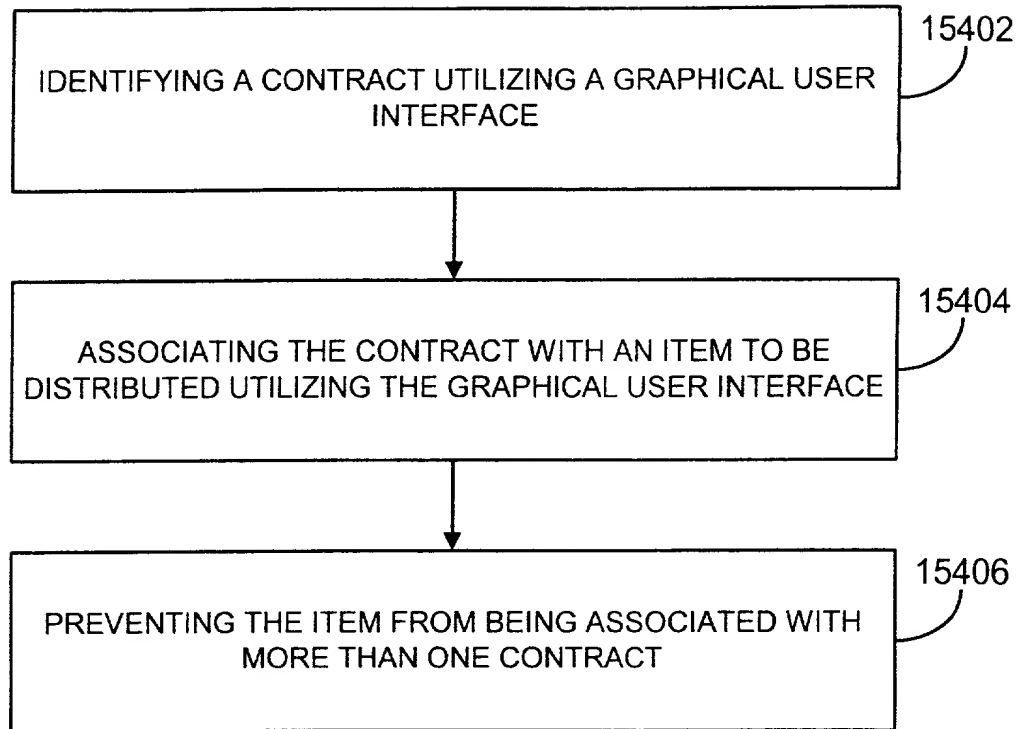 15402
IDENTIFYING A CONTRACT UTILIZING A GRAPHICAL USER
INTERFACE
15404
ASSOCIATING THE CONTRACT WITH AN ITEM TO BE
DISTRIBUTED UTILIZING THE GRAPHICAL USER INTERFACE
15406
PREVENTING THE ITEM FROM BEING ASSOCIATED WITH
MORE THAN ONE CONTRACT